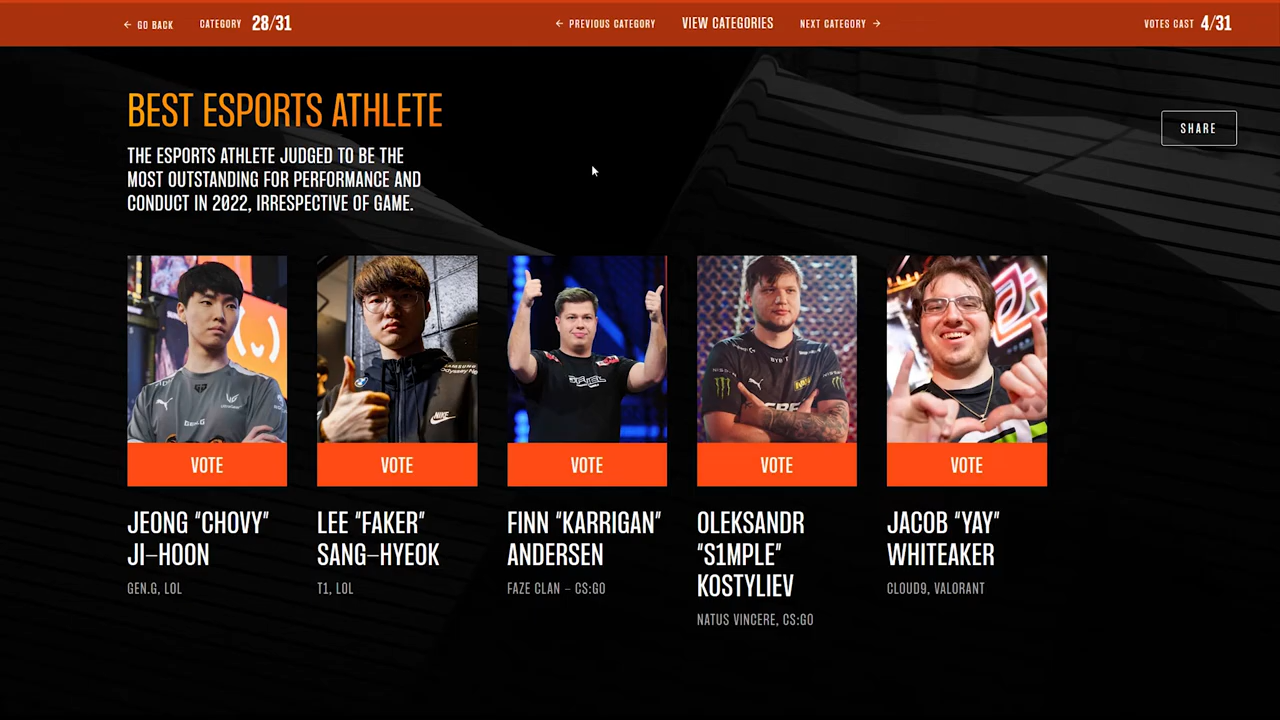 ← GO BACK CATEGORY 28/31 ← PREVIOUS CATEGORY VIEW CATEGORIES NEXT CATEGORY → VOTES CAST 4/31
BEST ESPORTS ATHLETE
SHARE
THE ESPORTS ATHLETE JUDGED TO BE THE
MOST OUTSTANDING FOR PERFORMANCE AND
CONDUCT IN 2022, IRRESPECTIVE OF GAME.
GEN.G
SAMSUNG
NIKE
VOTE VOTE VOTE VOTE VOTE
JEONG "CHOVY"
JI–HOON
GEN.G, LOL
LEE "FAKER"
SANG–HYEOK
T1, LOL
FINN "KARRIGAN"
ANDERSEN
FAZE CLAN – CS:GO
OLEKSANDR
"S1MPLE"
KOSTYLIEV
NATUS VINCERE, CS:GO
JACOB "YAY"
WHITEAKER
CLOUD9, VALORANT